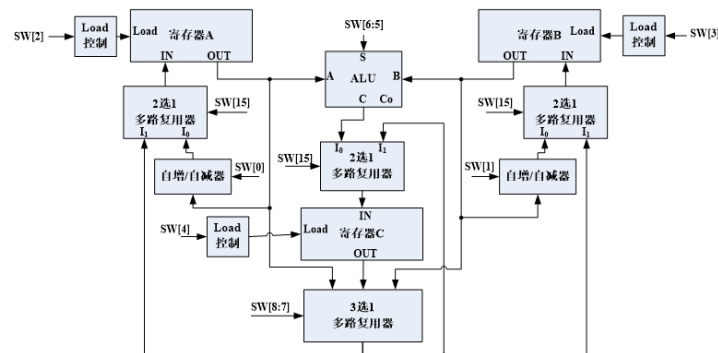 SW[2]
Load
控制
Load
寄存器A
IN
OUT
SW[6:5]
S
A
ALU
B
C
Co
寄存器B
Load
OUT
IN
Load
控制
SW[3]
2选1
多路复用器
I1
I0
SW[15]
SW[15]
I0
I1
2选1
多路复用器
SW[15]
2选1
多路复用器
I0
I1
自增/自减器
SW[0]
SW[1]
自增/自减器
SW[4]
Load
控制
Load
IN
寄存器C
OUT
SW[8:7]
3选1
多路复用器